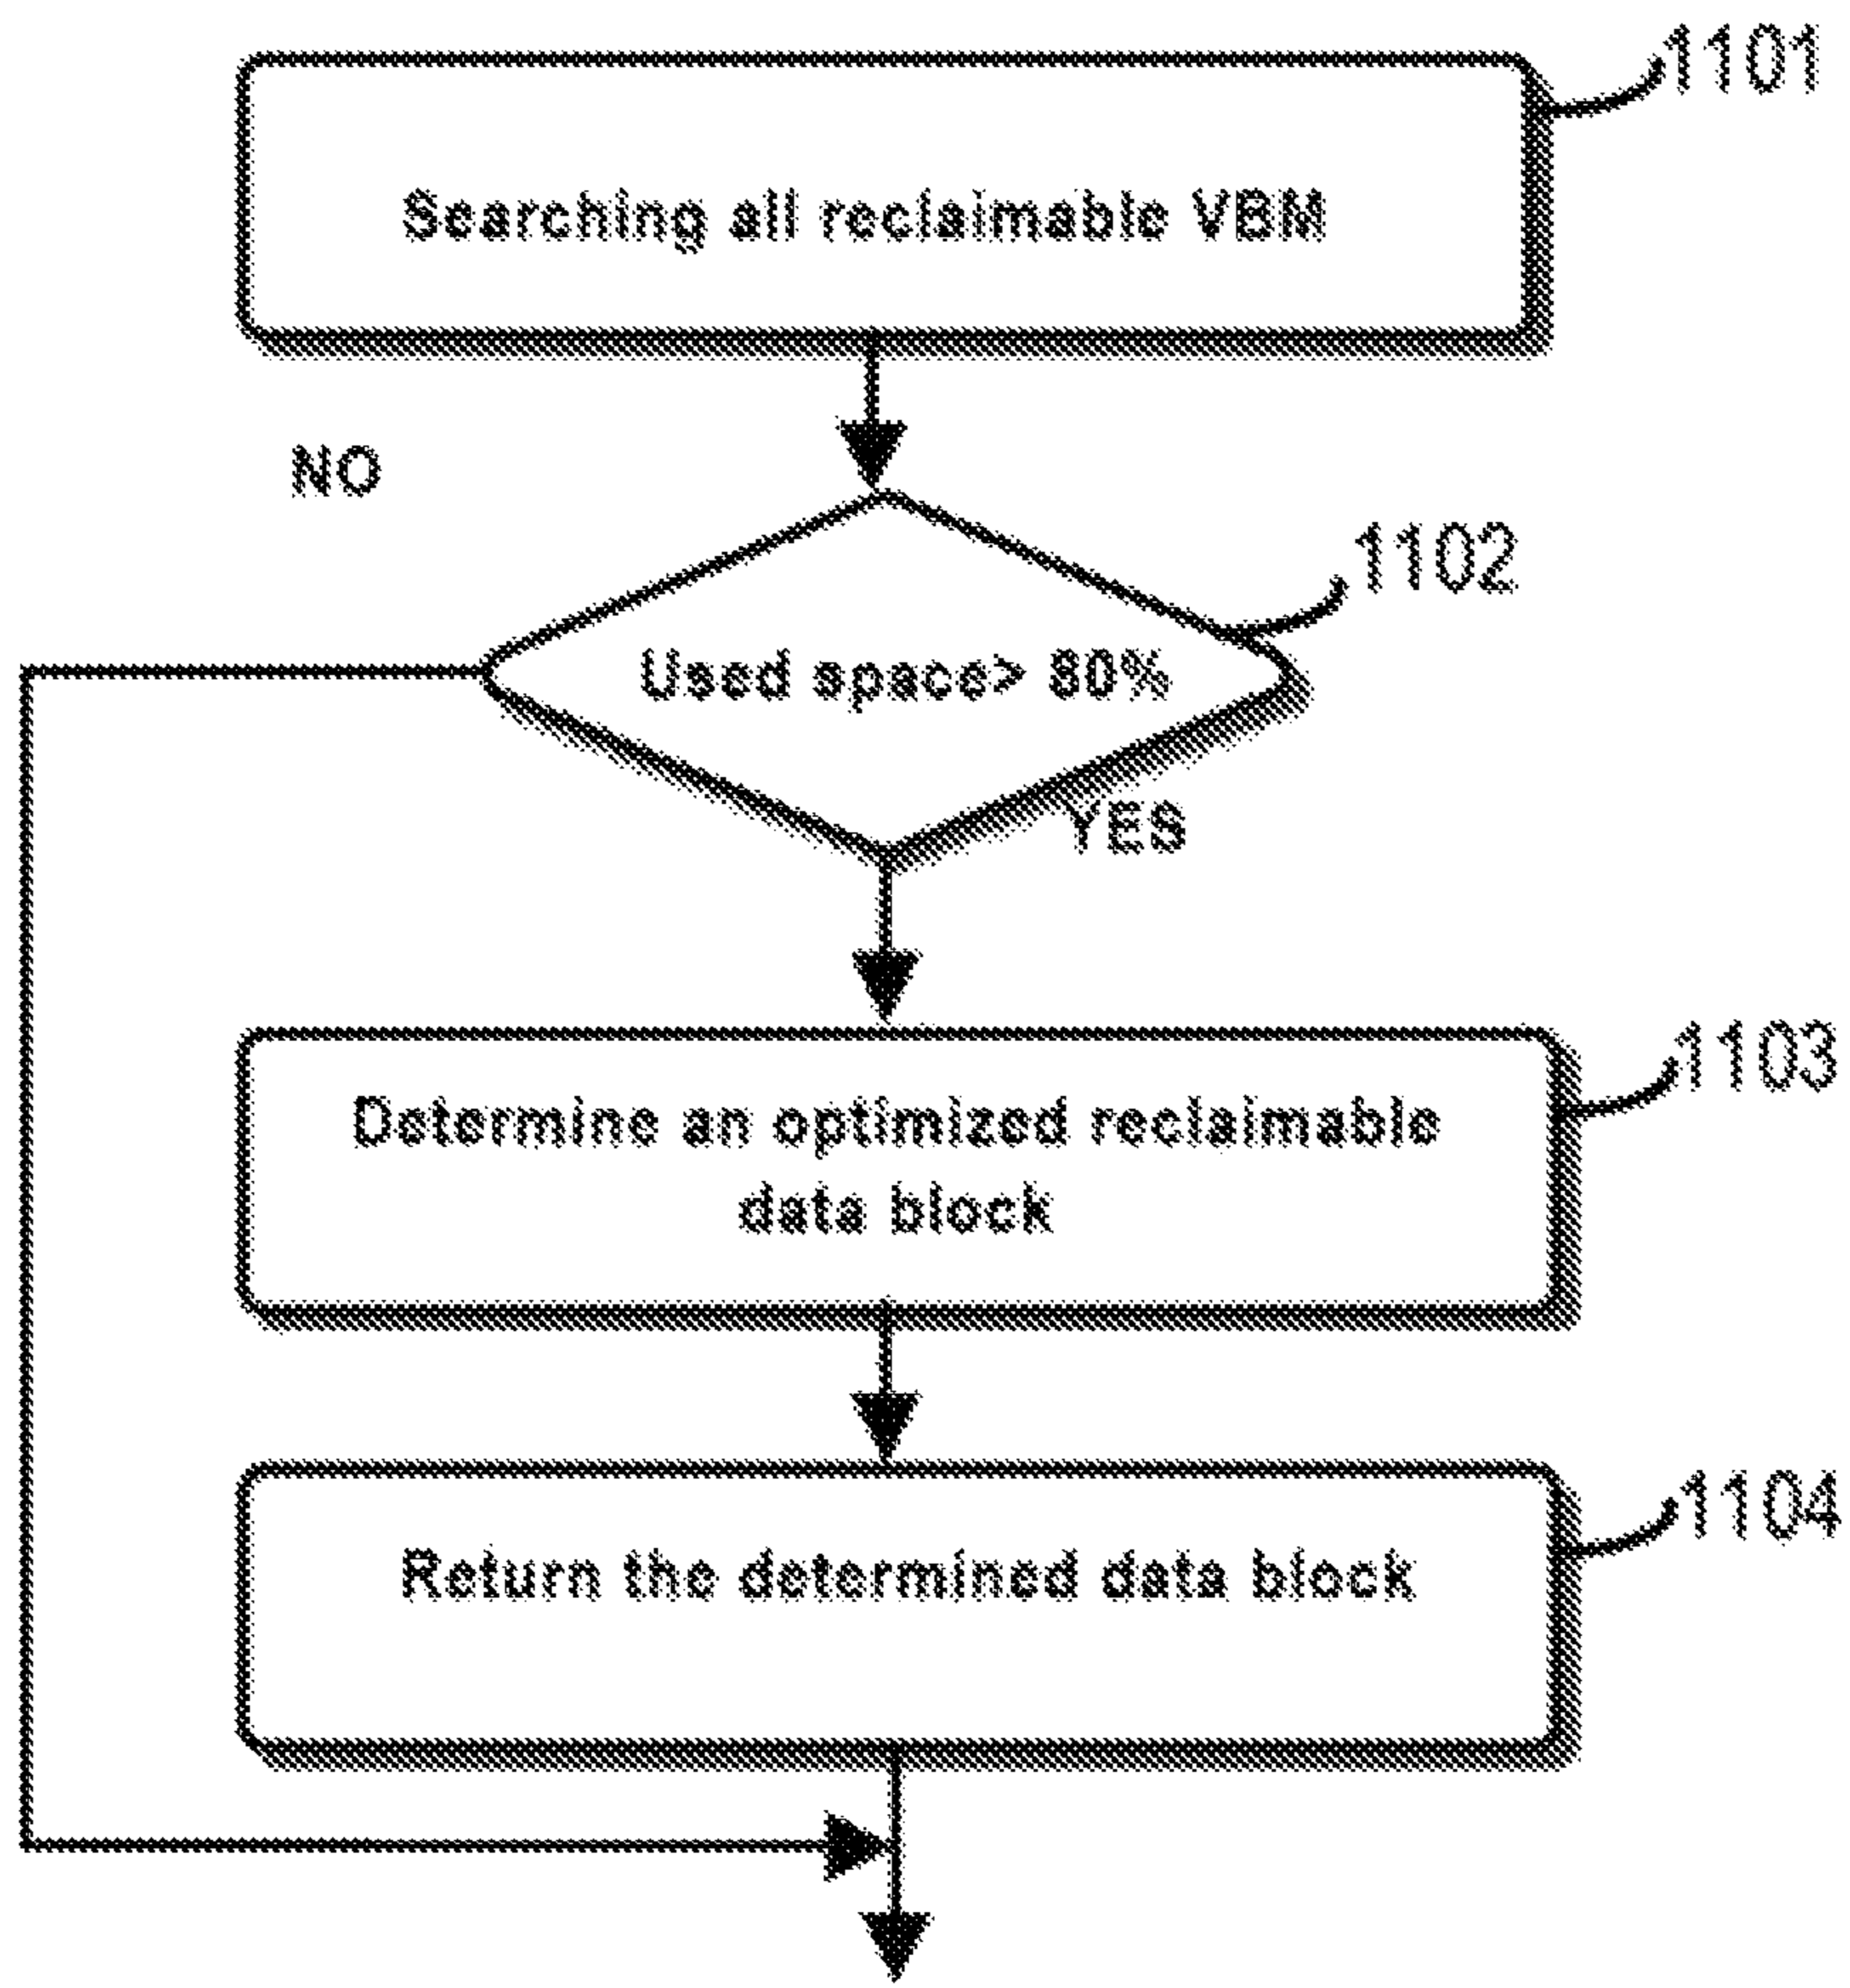 1101
Searching all reclaimable VBM
NO
1102
Used space> 80%
YES
1103
Determine an optimized reclaimable
data block
1104
Return the determined data block